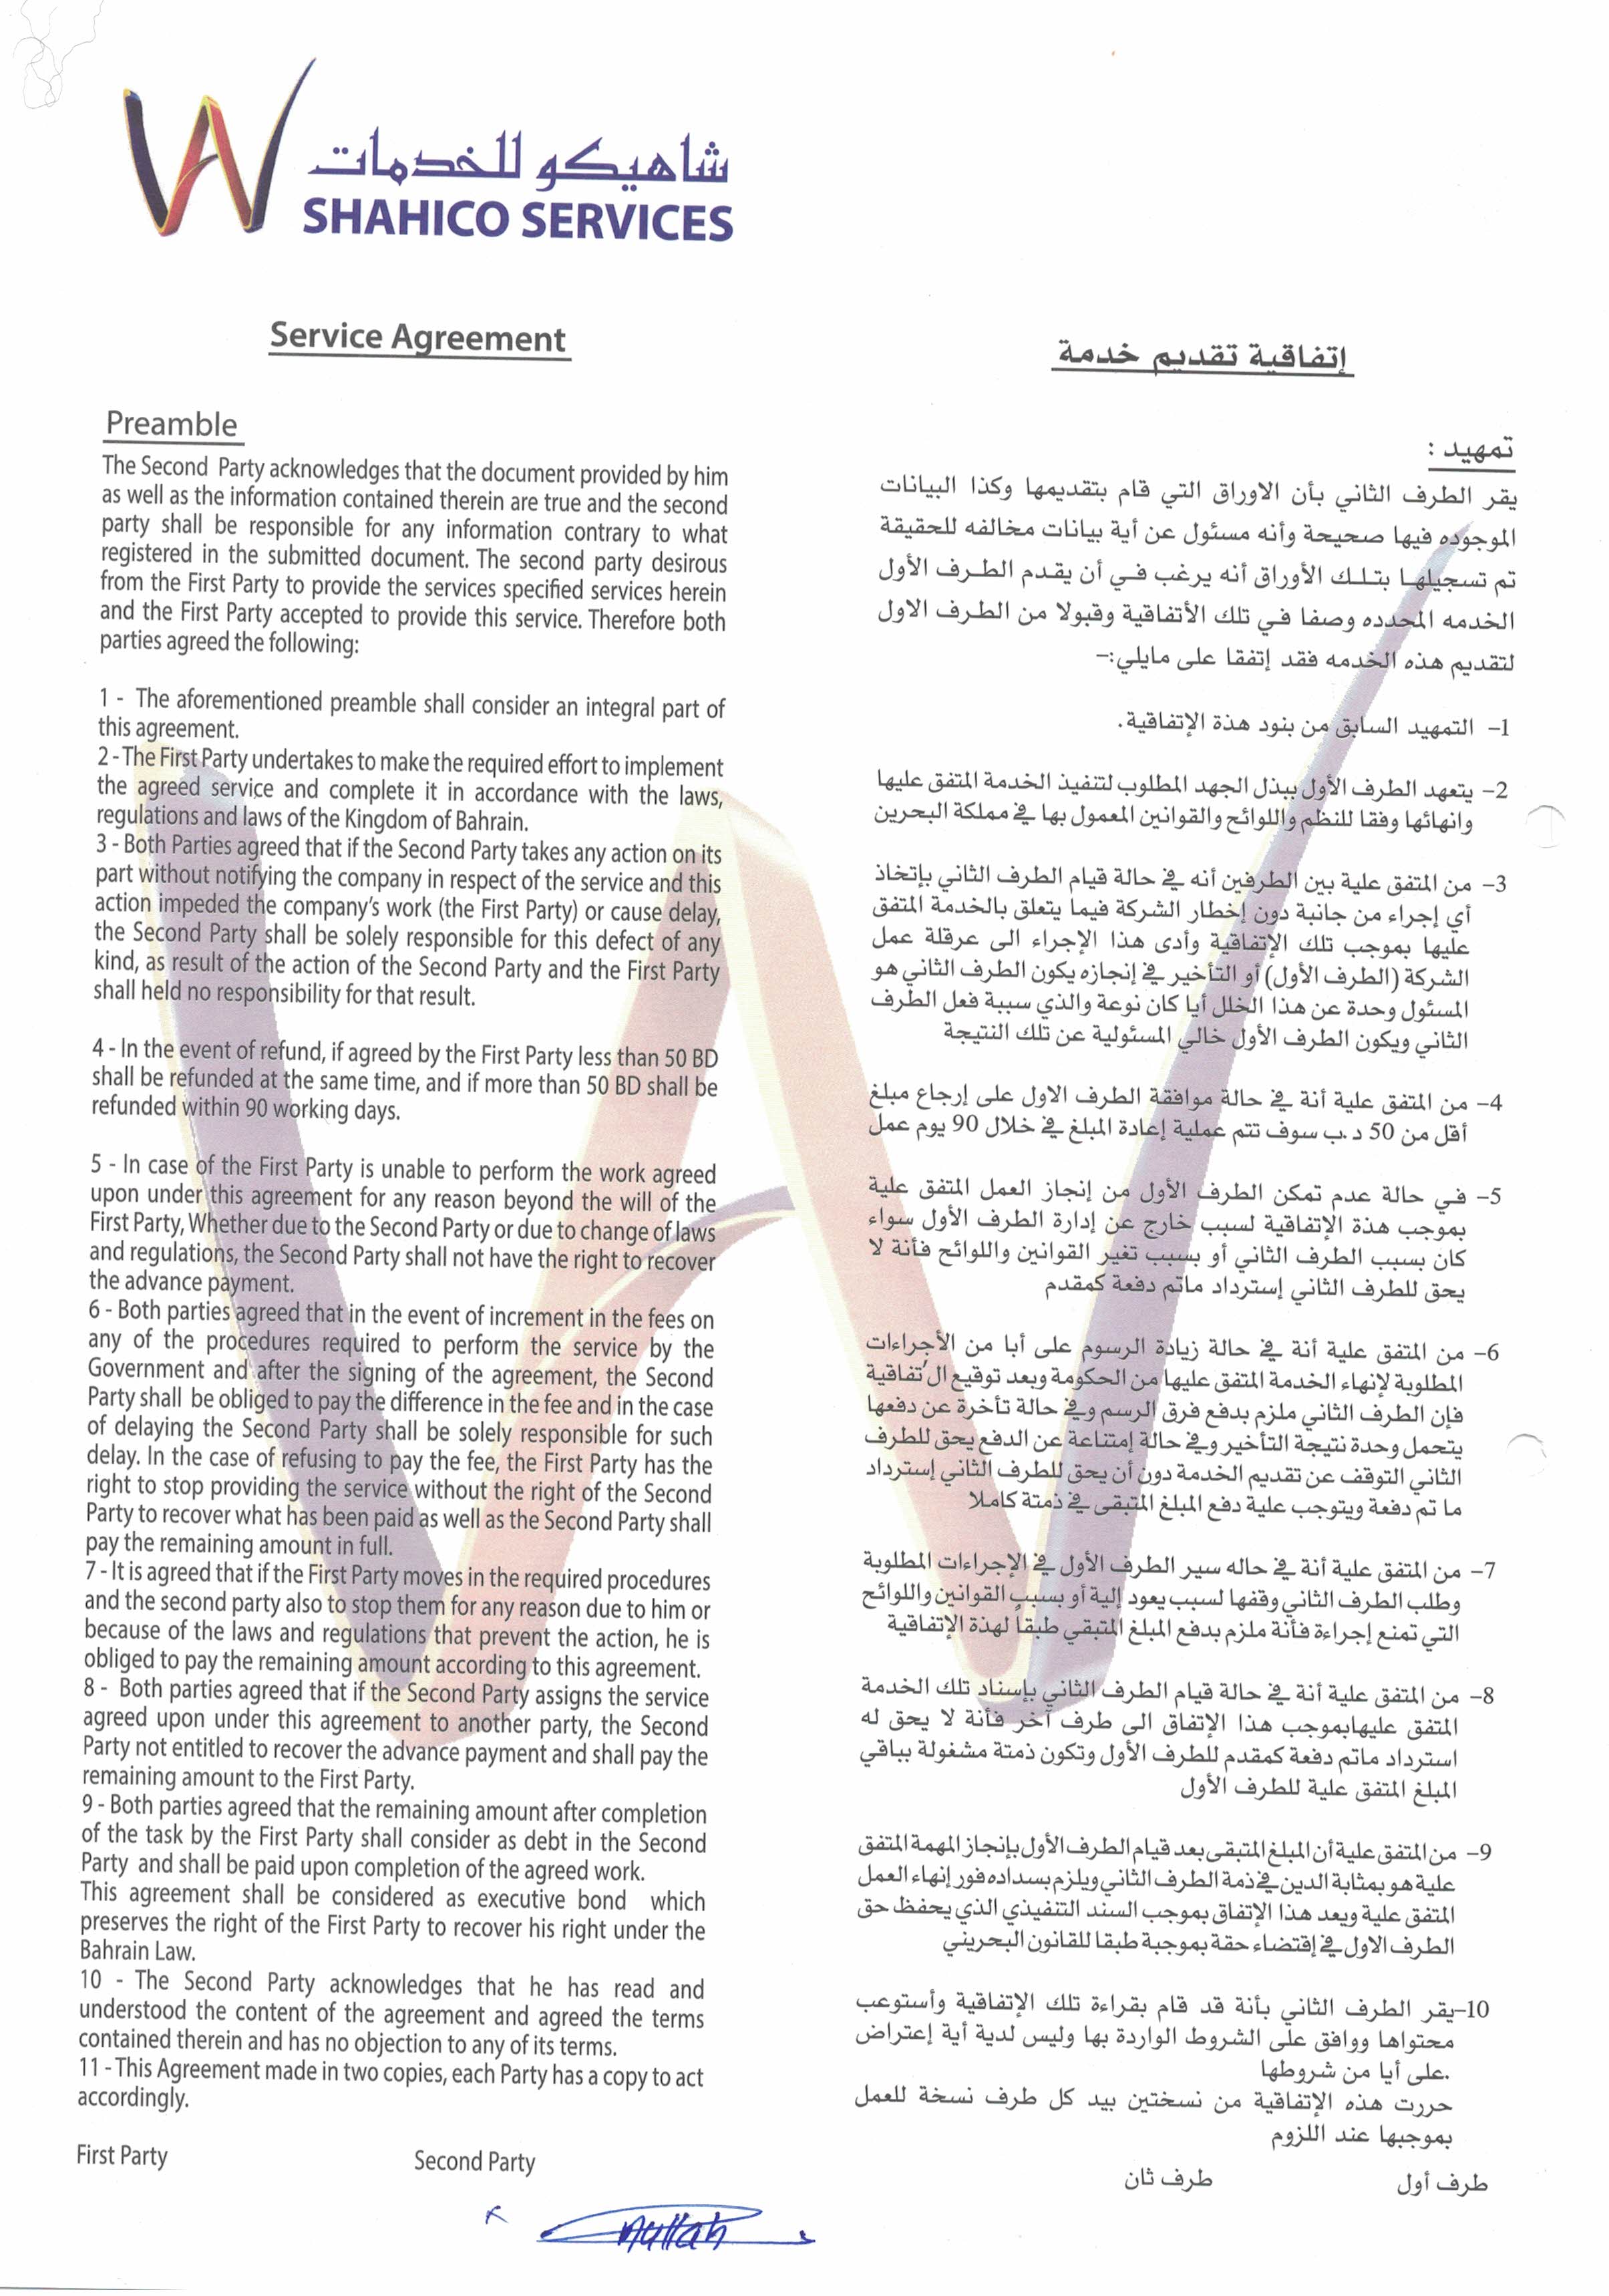 شاهيكو للخدمات
SHAHICO SERVICES
Service Agreement
Preamble
The Second Party acknowledges that the document provided by him
as well as the information contained therein are true and the second
party shall be responsible for any information contrary to what
registered in the submitted document. The second party desirous
from the First Party to provide the services specified services herein
and the First Party accepted to provide this service. Therefore both
parties agreed the following:
1 - The aforementioned preamble shall consider an integral part of
this agreement.
2 - The First Party undertakes to make the required effort to implement
the agreed service and complete it in accordance with the laws,
regulations and laws of the Kingdom of Bahrain.
3 - Both Parties agreed that if the Second Party takes any action on its
part without notifying the company in respect of the service and this
action impeded the company's work (the First Party) or cause delay,
the Second Party shall be solely responsible for this defect of any
kind, as result of the action of the Second Party and the First Party
shall held no responsibility for that result.
4 - In the event of refund, if agreed by the First Party less than 50 BD
shall be refunded at the same time, and if more than 50 BD shall be
refunded within 90 working days.
5 - In case of the First Party is unable to perform the work agreed
upon under this agreement for any reason beyond the will of the
First Party, Whether due to the Second Party or due to change of laws
and regulations, the Second Party shall not have the right to recover
the advance payment.
6 - Both parties agreed that in the event of increment in the fees on
any of the procedures required to perform the service by the
Government and after the signing of the agreement, the Second
Party shall be obliged to pay the difference in the fee and in the case
of delaying the Second Party shall be solely responsible for such
delay. In the case of refusing to pay the fee, the First Party has the
right to stop providing the service without the right of the Second
Party to recover what has been paid as well as the Second Party shall
pay the remaining amount in full.
7 - It is agreed that if the First Party moves in the required procedures
and the second party also to stop them for any reason due to him or
because of the laws and regulations that prevent the action, he is
obliged to pay the remaining amount according to this agreement.
8 - Both parties agreed that if the Second Party assigns the service
agreed upon under this agreement to another party, the Second
Party not entitled to recover the advance payment and shall pay the
remaining amount to the First Party.
9 - Both parties agreed that the remaining amount after completion
of the task by the First Party shall consider as debt in the Second
Party and shall be paid upon completion of the agreed work.
This agreement shall be considered as executive bond which
preserves the right of the First Party to recover his right under the
Bahrain Law.
10 - The Second Party acknowledges that he has read and
understood the content of the agreement and agreed the terms
contained therein and has no objection to any of its terms.
11 - This Agreement made in two copies, each Party has a copy to act
accordingly.
First Party Second Party
إتفاقية تقديم خدمة
تمهيد :
يقر الطرف الثاني بأن الاوراق التي قام بتقديمها وكذا البيانات
الموجوده فيها صحيحة وأنه مسئول عن أية بيانات مخالفه للحقيقة
تم تسجيلها بتلك الأوراق أنه يرغب في أن يقدم الطرف الأول
الخدمه المحدده وصفا في تلك الأتفاقية وقبولا من الطرف الاول
لتقديم هذه الخدمه فقد إتفقا على مايلي:–
1– التمهيد السابق من بنود هذة الإتفاقية.
2– يتعهد الطرف الأول ببذل الجهد المطلوب لتنفيذ الخدمة المتفق عليها
وانهائها وفقا للنظم واللوائح والقوانين المعمول بها في مملكة البحرين
3– من المتفق علية بين الطرفين أنه في حالة قيام الطرف الثاني بإتخاذ
أي إجراء من جانبة دون إخطار الشركة فيما يتعلق بالخدمة المتفق
عليها بموجب تلك الإتفاقية وأدى هذا الإجراء الى عرقلة عمل
الشركة (الطرف الأول) أو التأخير في إنجازه يكون الطرف الثاني هو
المسئول وحدة عن هذا الخلل أيا كان نوعة والذي سببة فعل الطرف
الثاني ويكون الطرف الأول خالي المسئولية عن تلك النتيجة
4– من المتفق علية أنة في حالة موافقة الطرف الاول على إرجاع مبلغ
أقل من 50 د.ب سوف تتم عملية إعادة المبلغ في خلال 90 يوم عمل
5– في حالة عدم تمكن الطرف الأول من إنجاز العمل المتفق علية
بموجب هذة الإتفاقية لسبب خارج عن إدارة الطرف الأول سواء
كان بسبب الطرف الثاني أو بسبب تغير القوانين واللوائح فأنة لا
يحق للطرف الثاني إسترداد ماتم دفعة كمقدم
6– من المتفق علية أنة في حالة زيادة الرسوم على أيا من الأجراءات
المطلوبة لإنهاء الخدمة المتفق عليها من الحكومة وبعد توقيع ال'تفاقية
فإن الطرف الثاني ملزم بدفع فرق الرسم وفي حالة تأخرة عن دفعها
يتحمل وحدة نتيجة التأخير وفي حالة إمتناعة عن الدفع يحق للطرف
الثاني التوقف عن تقديم الخدمة دون أن يحق للطرف الثاني إسترداد
ما تم دفعة ويتوجب علية دفع المبلغ المتبقى في ذمتة كاملا
7– من المتفق علية أنة في حاله سير الطرف الأول في الإجراءات المطلوبة
وطلب الطرف الثاني وقفها لسبب يعود إلية أو بسبب القوانين واللوائح
التي تمنع إجراءة فأنة ملزم بدفع المبلغ المتبقي طبقاً لهذة الإتفاقية
8– من المتفق علية أنة في حالة قيام الطرف الثاني بإسناد تلك الخدمة
المتفق عليهابموجب هذا الإتفاق الى طرف آخر فأنة لا يحق له
استرداد ماتم دفعة كمقدم للطرف الأول وتكون ذمتة مشغولة بباقي
المبلغ المتفق علية للطرف الأول
9– من المتفق علية أن المبلغ المتبقى بعد قيام الطرف الأول بإنجاز المهمة المتفق
علية هو بمثابة الدين في ذمة الطرف الثاني ويلزم بسداده فور إنهاء العمل
المتفق علية ويعد هذا الإتفاق بموجب السند التنفيذي الذي يحفظ حق
الطرف الاول في إقتضاء حقة بموجبة طبقا للقانون البحريني
10–يقر الطرف الثاني بأنة قد قام بقراءة تلك الإتفاقية وأستوعب
محتواها ووافق على الشروط الواردة بها وليس لدية أية إعتراض
.على أيا من شروطها
حررت هذه الإتفاقية من نسختين بيد كل طرف نسخة للعمل
بموجبها عند اللزوم
طرف أول طرف ثان